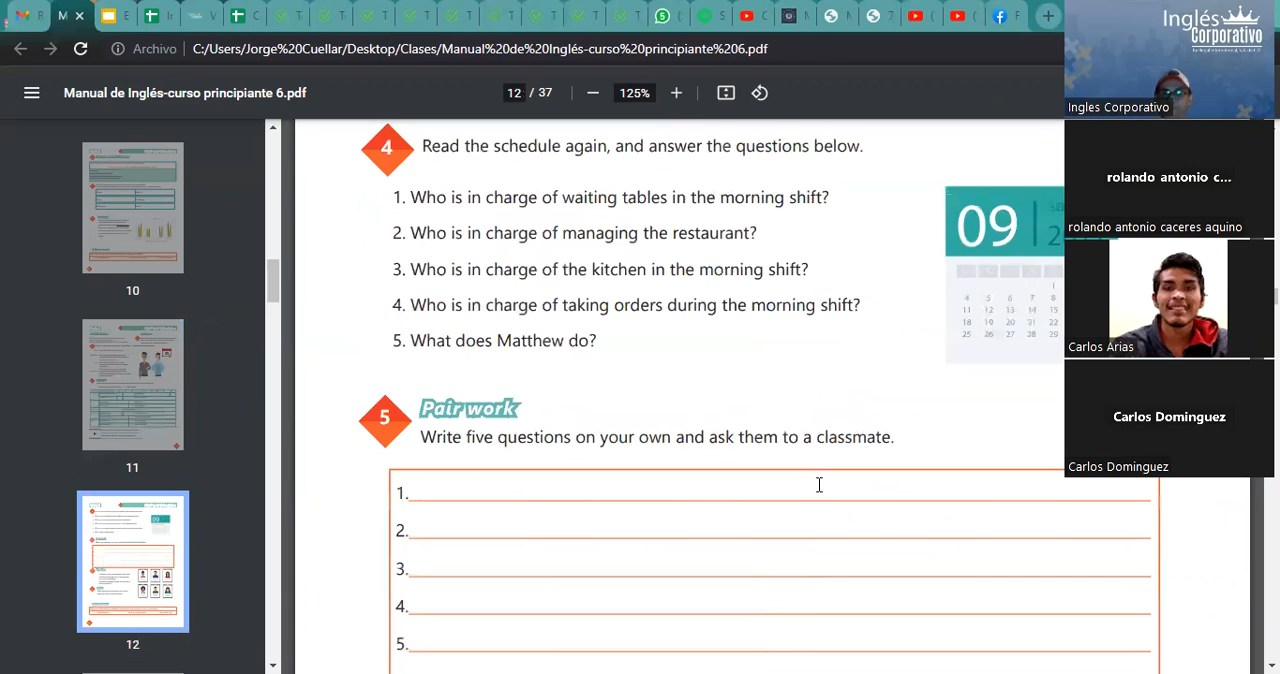 Archivo
C:/Users/Jorge%20Cuellar/Desktop/Clases/Manual%20de%20Inglés-curso%20principiante%206.pdf
Manual de Inglés-curso principiante 6.pdf
12 / 37
125%
10
11
12
4
Read the schedule again, and answer the questions below.
1. Who is in charge of waiting tables in the morning shift?
2. Who is in charge of managing the restaurant?
3. Who is in charge of the kitchen in the morning shift?
4. Who is in charge of taking orders during the morning shift?
5. What does Matthew do?
09
1
4 5 6 7 8
11 12 13 14 15
18 19 20 21 22
25 26 27 28 29
5
Pair work
Write five questions on your own and ask them to a classmate.
1.
2.
3.
4.
5.
Inglés
Corporativo
Ingles Corporativo
rolando antonio c...
rolando antonio caceres aquino
Carlos Arias
Carlos Dominguez
Carlos Dominguez